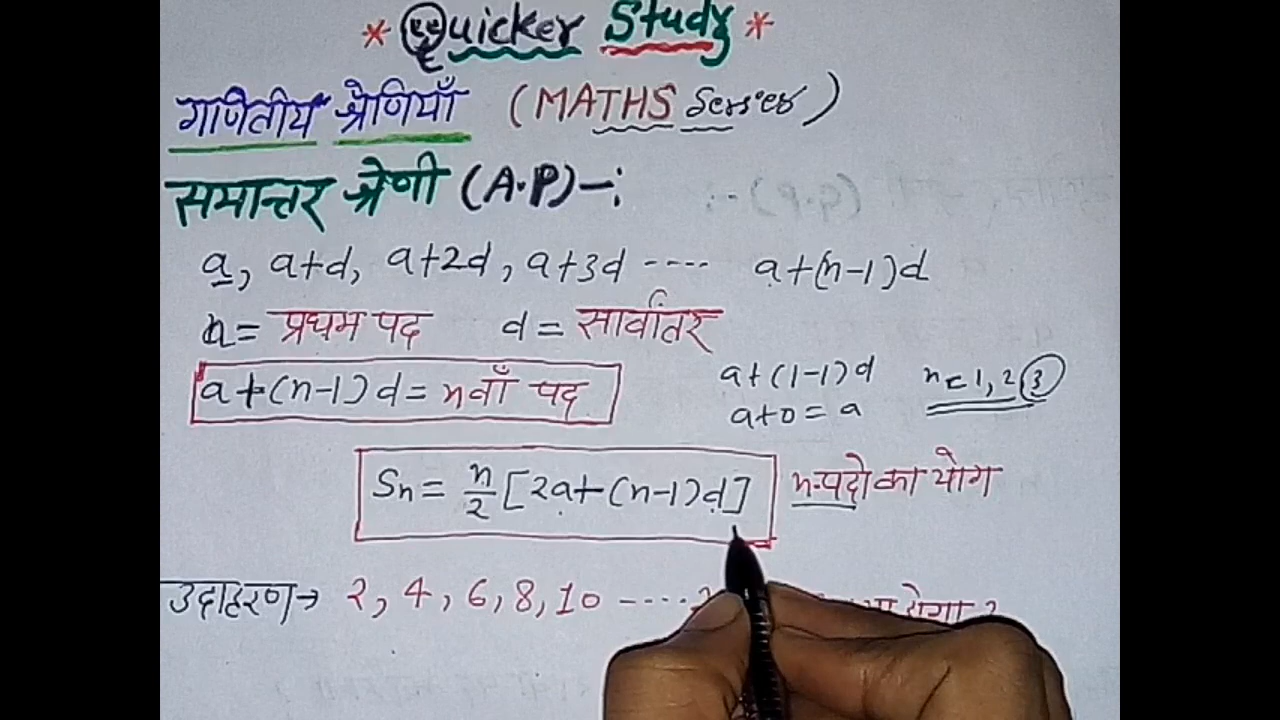 * Quicker Study *
गणितीय श्रेणियाँ (MATHS Series)
समान्तर श्रेणी (A.P) -:
a, a+d, a+2d, a+3d ---- a+(n-1)d
a = प्रथम पद d = सार्वांतर
a+(n-1)d = nवाँ पद a+(1-1)d n= 1, 2 3
a+0 = a
Sn = n/2 [2a+(n-1)d] n-पदो का योग
उदाहरण→ 2, 4, 6, 8, 10 ---- होगा ?